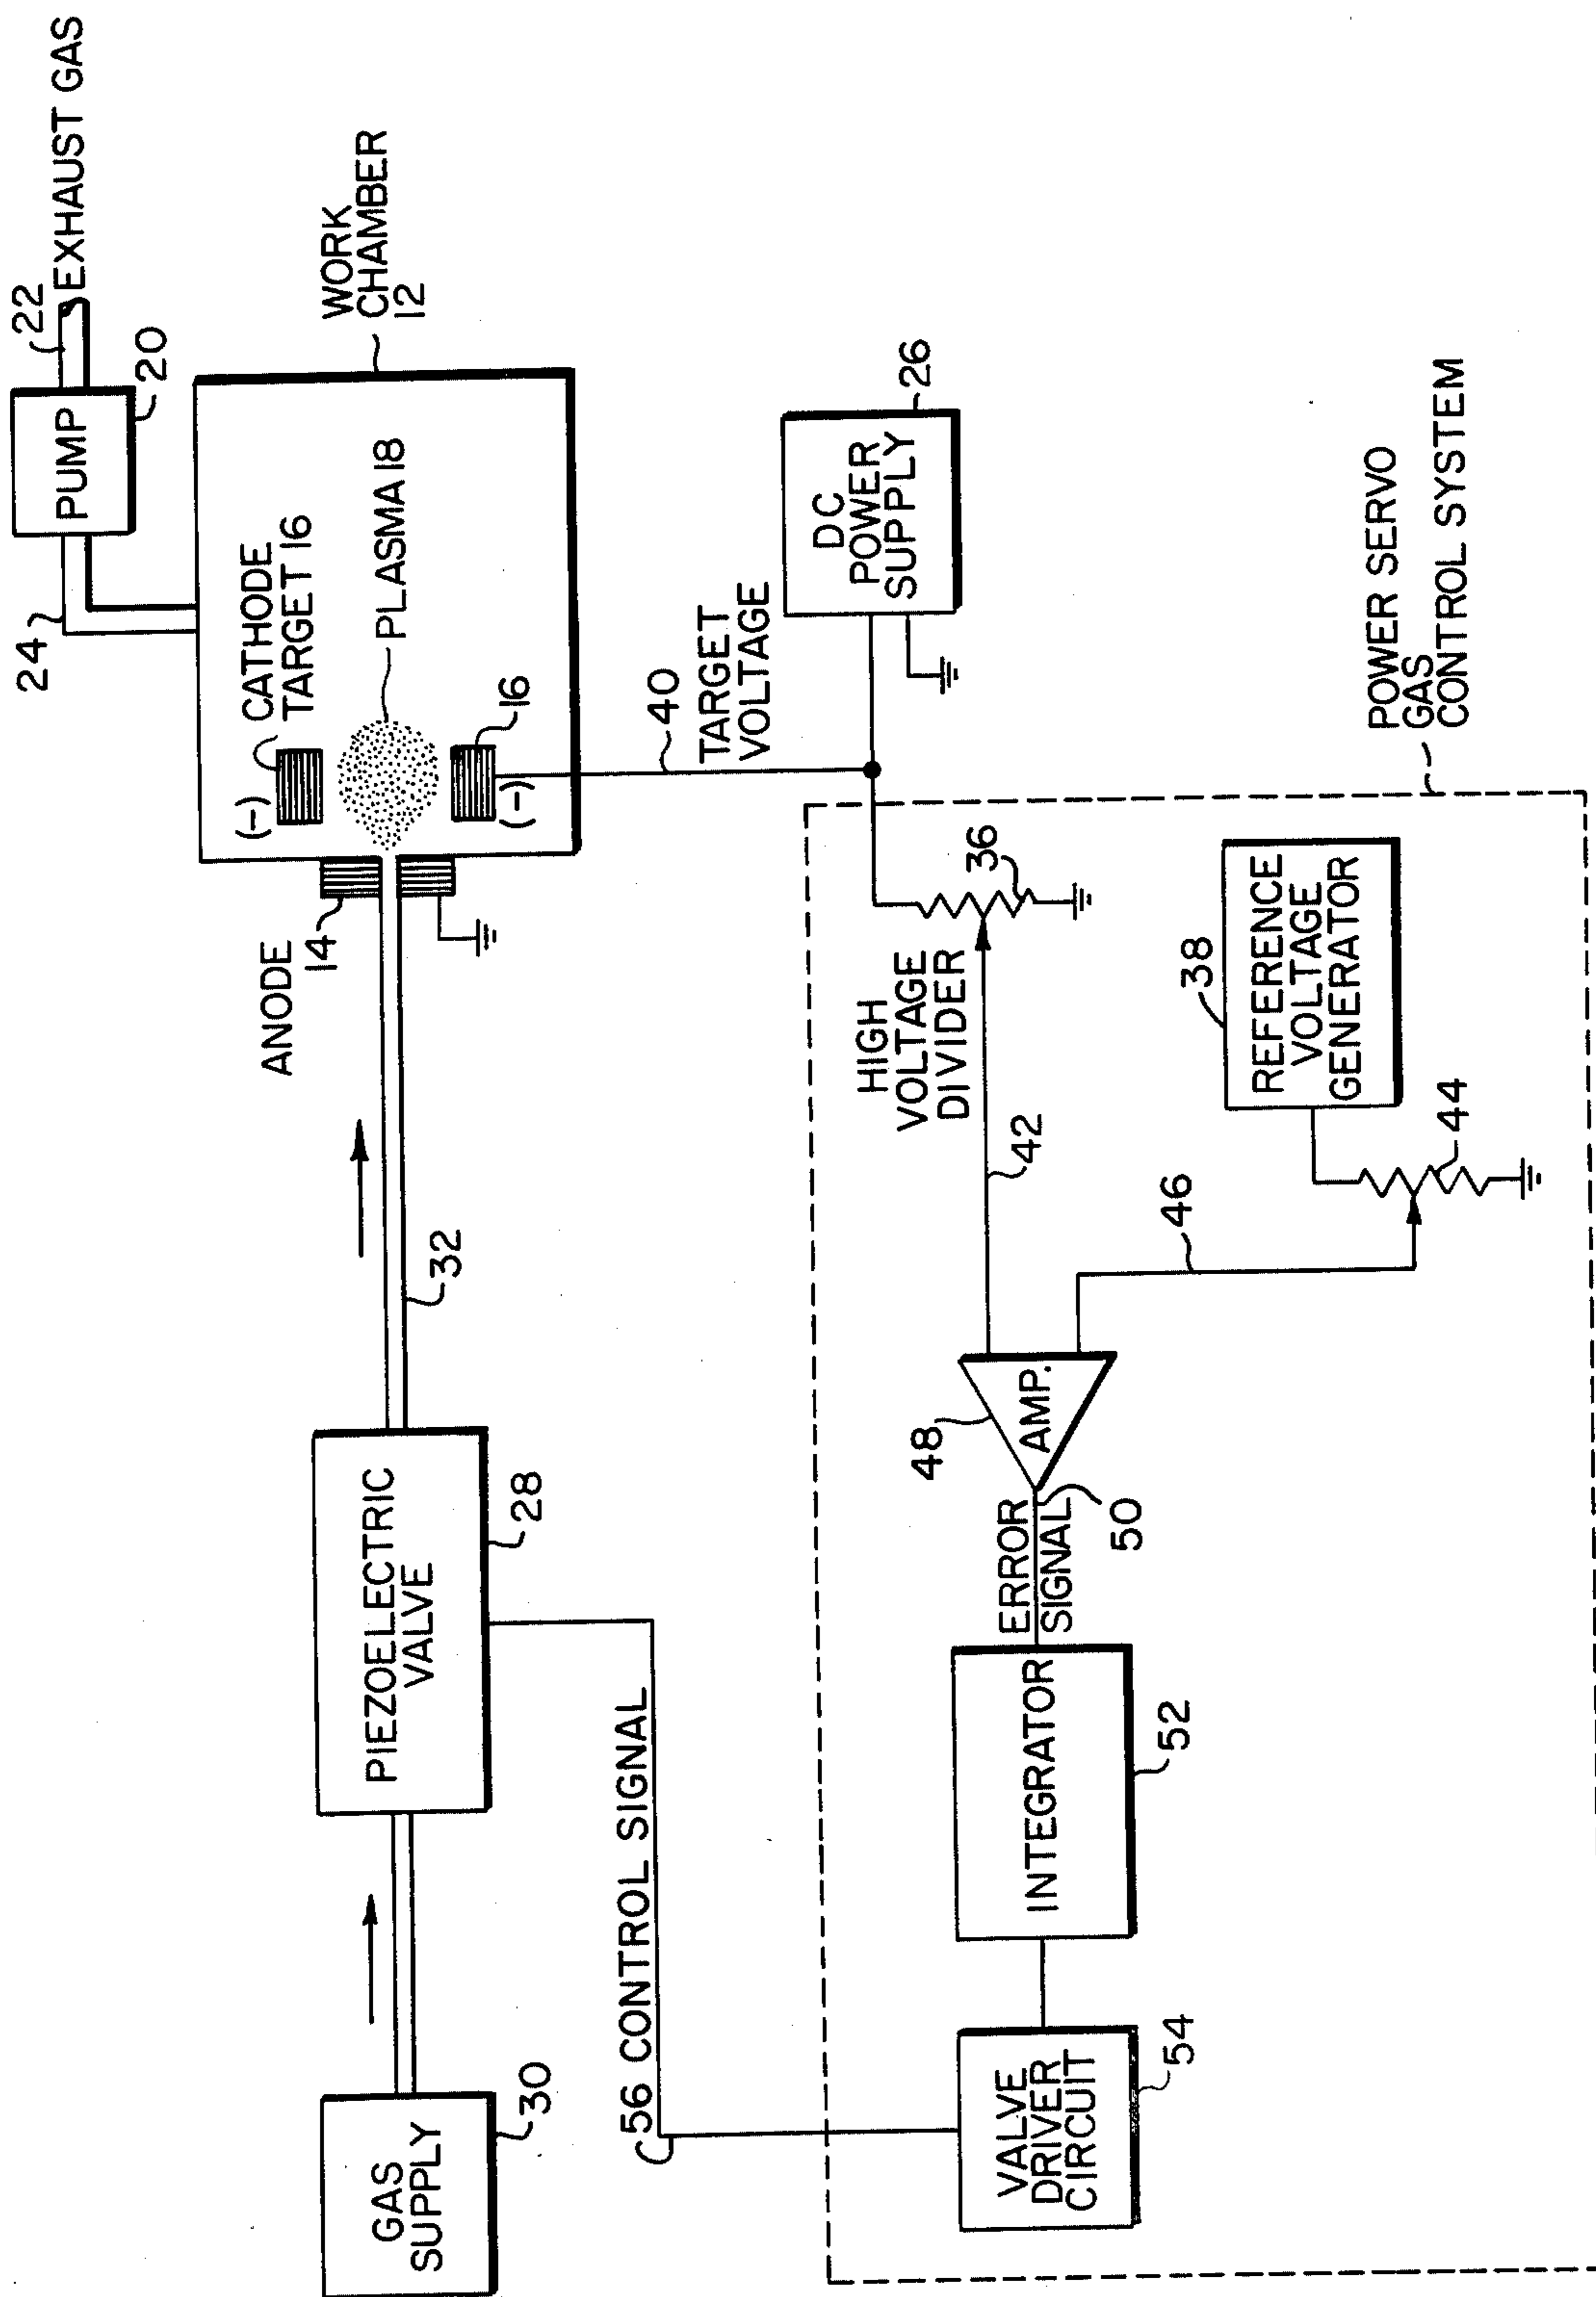 22
EXHAUST GAS
PUMP
20
24
WORK
CHAMBER
12
CATHODE
TARGET 16
(-)
PLASMA 18
16
(-)
ANODE
14
32
PIEZOELECTRIC
VALVE
28
GAS
SUPPLY
30
40
TARGET
VOLTAGE
DC
POWER
SUPPLY
26
56 CONTROL SIGNAL
POWER SERVO
GAS
CONTROL SYSTEM
HIGH
VOLTAGE
DIVIDER
36
42
38
REFERENCE
VOLTAGE
GENERATOR
44
46
48
AMP.
ERROR
SIGNAL
50
INTEGRATOR
52
VALVE
DRIVER
CIRCUIT
54